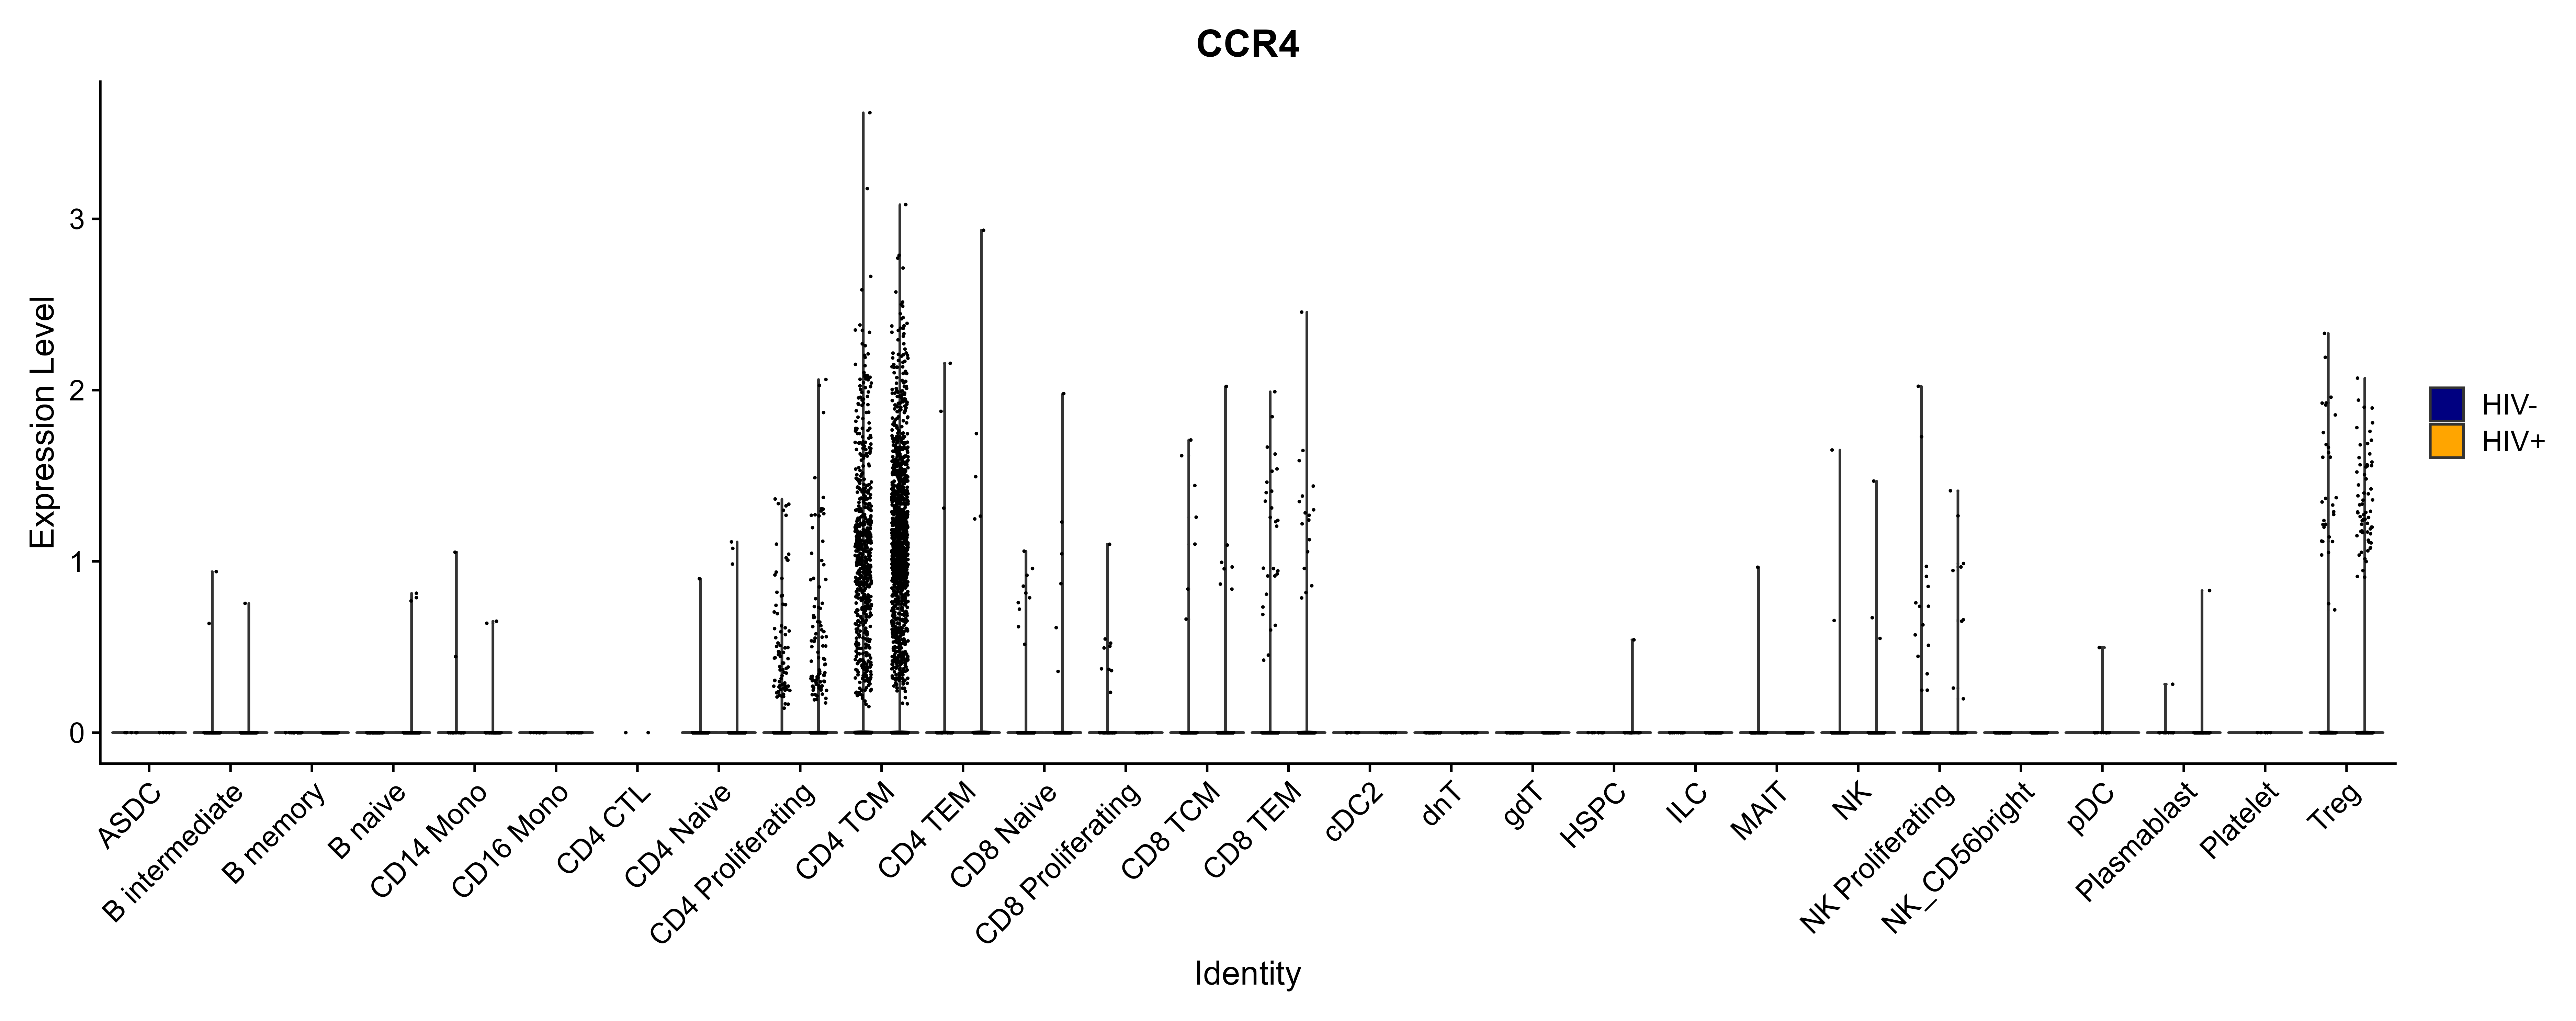 CCR4
Expression Level
3
2
1
0
ASDC
B intermediate
B memory
B naive
CD14 Mono
CD16 Mono
CD4 CTL
CD4 Naive
CD4 Proliferating
CD4 TCM
CD4 TEM
CD8 Naive
CD8 Proliferating
CD8 TCM
CD8 TEM
cDC2
dnT
gdT
HSPC
ILC
MAIT
NK
NK Proliferating
NK_CD56bright
pDC
Plasmablast
Platelet
Treg
Identity
HIV-
HIV+